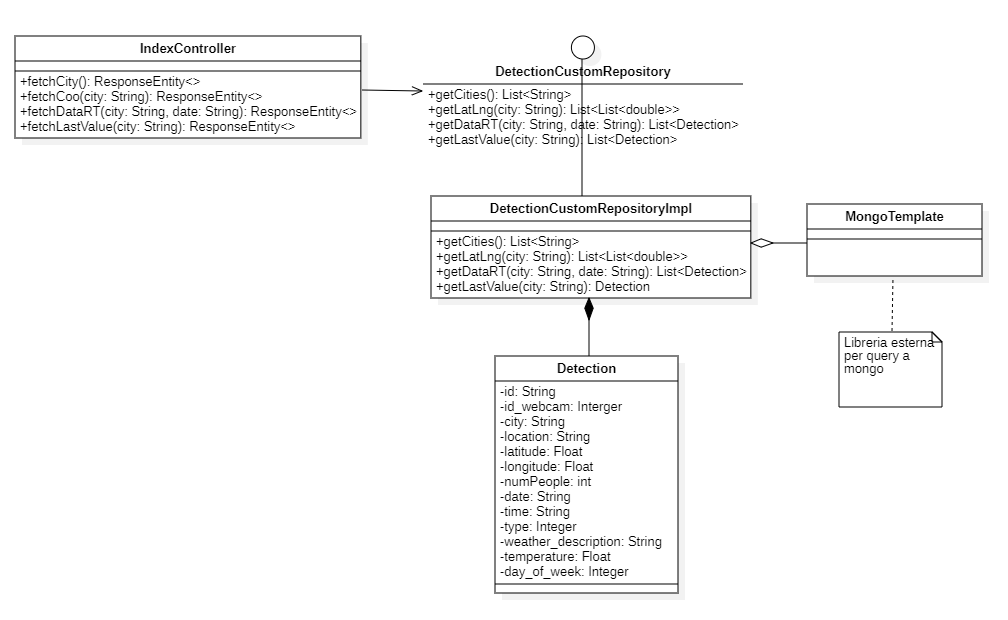 IndexController
+fetchCity(): ResponseEntity<>
+fetchCoo(city: String): ResponseEntity<>
+fetchDataRT(city: String, date: String): ResponseEntity<>
+fetchLastValue(city: String): ResponseEntity<>
DetectionCustomRepository
+getCities(): List<String>
+getLatLng(city: String): List<List<double>>
+getDataRT(city: String, date: String): List<Detection>
+getLastValue(city: String): List<Detection>
DetectionCustomRepositoryImpl
+getCities(): List<String>
+getLatLng(city: String): List<List<double>>
+getDataRT(city: String, date: String): List<Detection>
+getLastValue(city: String): Detection
MongoTemplate
Libreria esterna
per query a
mongo
Detection
-id: String
-id_webcam: Interger
-city: String
-location: String
-latitude: Float
-longitude: Float
-numPeople: int
-date: String
-time: String
-type: Integer
-weather_description: String
-temperature: Float
-day_of_week: Integer